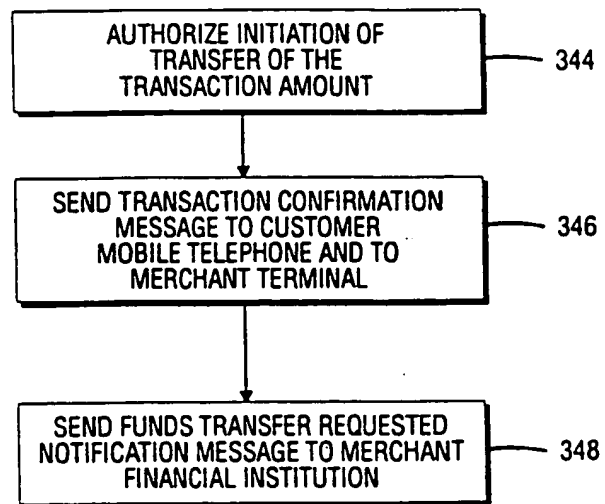 AUTHORIZE INITIATION OF
TRANSFER OF THE
TRANSACTION AMOUNT
344
SEND TRANSACTION CONFIRMATION
MESSAGE TO CUSTOMER
MOBILE TELEPHONE AND TO
MERCHANT TERMINAL
346
SEND FUNDS TRANSFER REQUESTED
NOTIFICATION MESSAGE TO MERCHANT
FINANCIAL INSTITUTION
348